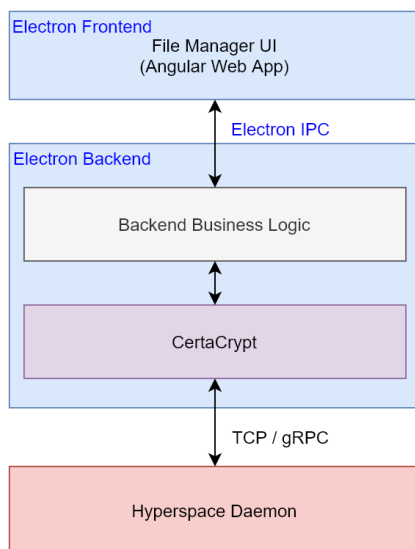 Electron Frontend
File Manager UI
(Angular Web App)
Electron IPC
Electron Backend
Backend Business Logic
CertaCrypt
TCP / gRPC
Hyperspace Daemon